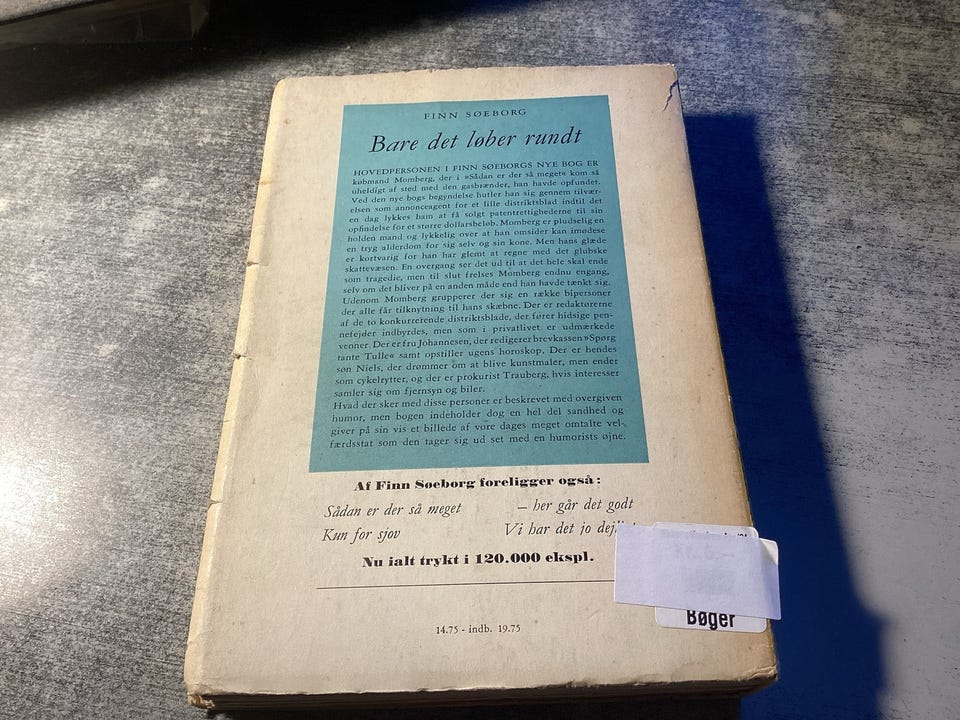 FINN SØEBORG
Bare det løber rundt
HOVEDPERSONEN I FINN SØEBORGS NYE BOG ER
købmand Momberg, der i »Sådan er der så meget« kom så
uheldigt af sted med den gasbrænder, han havde opfundet.
Ved den nye bogs begyndelse hutler han sig gennem tilvær-
elsen som annonceagent for et lille distriktsblad indtil det
en dag lykkes ham at få solgt patentrettighederne til sin
opfindelse for et større dollarsbeløb. Momberg er pludselig en
holden mand og lykkelig over at han omsider kan imødese
en tryg alderdom for sig selv og sin kone. Men hans glæde
er kortvarig for han har glemt at regne med det glubske
skattevæsen. En overgang ser det ud til at det hele skal ende
som tragedie, men til slut frelses Momberg endnu engang,
selv om det bliver på en anden måde end han havde tænkt sig.
Udenom Momberg grupperer der sig en række bipersoner
der alle får tilknytning til hans skæbne. Der er redaktørerne
af de to konkurrerende distriktsblade, der fører hidsige pen-
nefejder indbyrdes, men som i privatlivet er udmærkede
venner. Der er fru Johannesen, der redigerer brevkassen »Spørg
tante Tulle« samt opstiller ugens horoskop. Der er hendes
søn Niels, der drømmer om at blive kunstmaler, men ender
som cykelrytter, og der er prokurist Trauberg, hvis interesser
samler sig om fjernsyn og biler.
Hvad der sker med disse personer er beskrevet med overgiven
humor, men bogen indeholder dog en hel del sandhed og
giver på sin vis et billede af vore dages meget omtalte vel-
færdsstat som den tager sig ud set med en humorists øjne.
Af Finn Søeborg foreligger også:
Sådan er der så meget – her går det godt
Kun for sjov Vi har det jo
Nu ialt trykt i 120.000 ekspl.
14.75 - indb. 19.75
Bøger